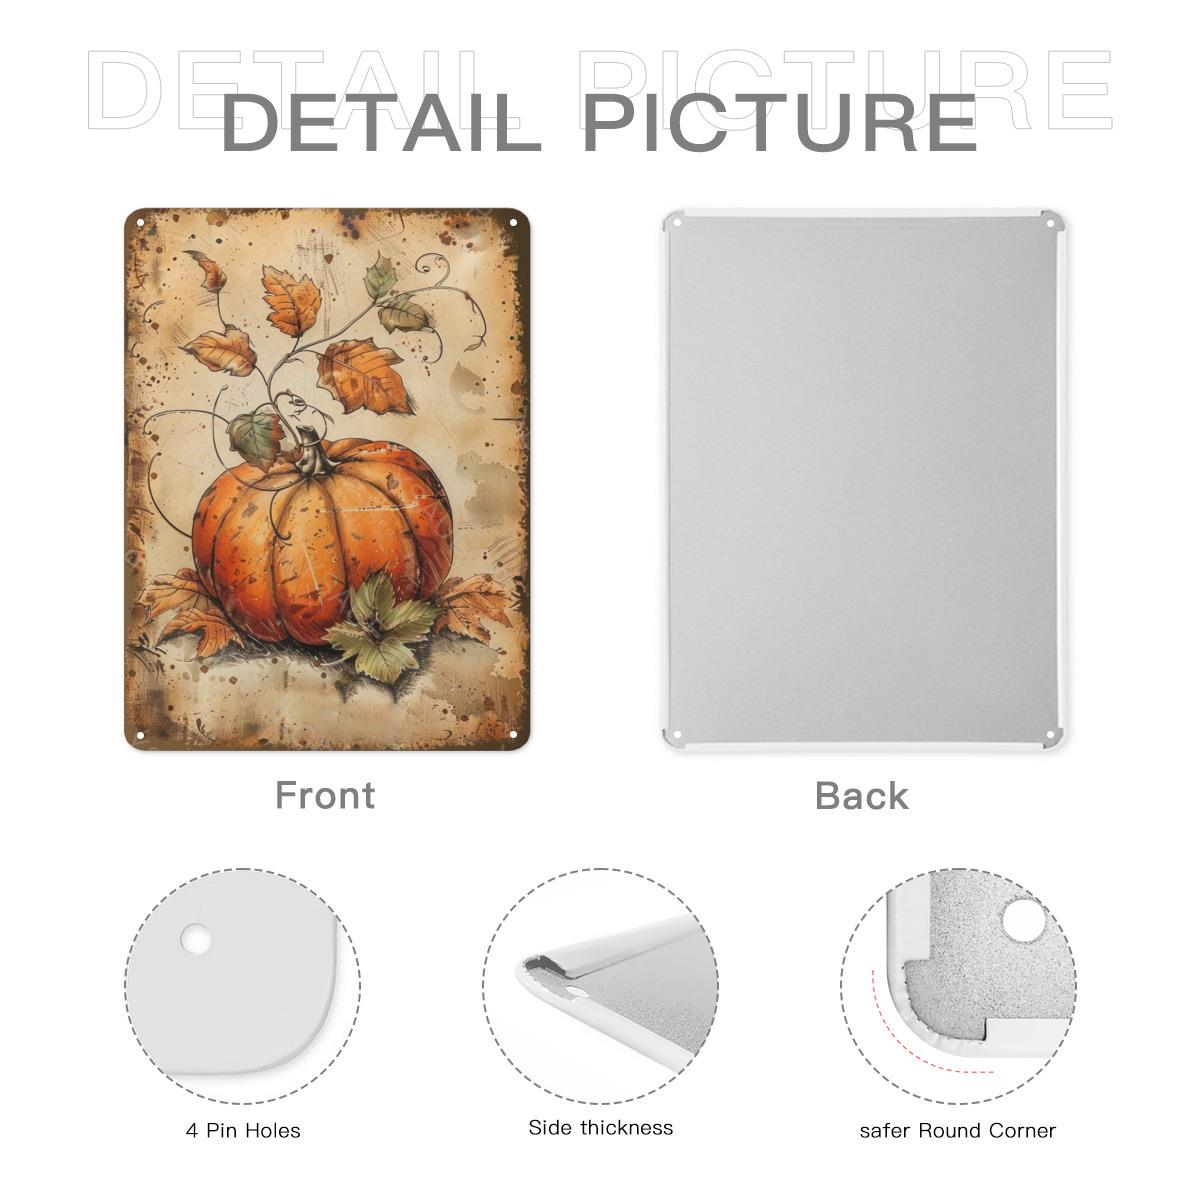 DETAIL PICTURE
DETAIL PICTURE
Front
Back
4 Pin Holes
Side thickness
safer Round Corner